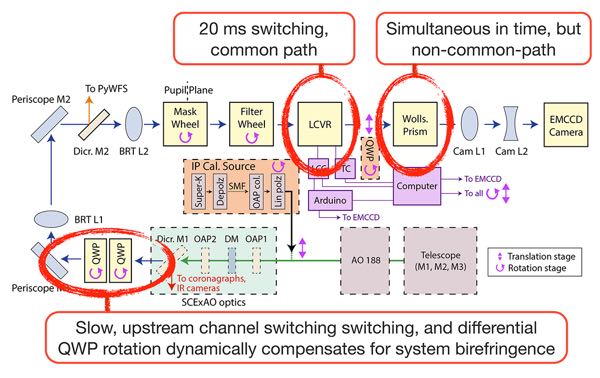 20 ms switching,
common path
Simultaneous in time, but
non-common-path
Periscope M2
To PyWFS
Pupil Plane
Dicr. M2
BRT L2
Mask
Wheel
Filter
Wheel
LCVR
QWP
Wolls.
Prism
Cam L1
Cam L2
EMCCD
Camera
IP Cal. Source
Super-K
Depolz
SMF
OAP col.
Lin polz
TC
Arduino
Computer
To EMCCD
To all
To EMCCD
BRT L1
QWP
QWP
Dicr. M1
OAP2
DM
OAP1
AO 188
Telescope
(M1, M2, M3)
Translation stage
Rotation stage
To coronagraphs,
IR cameras
SCExAO optics
Slow, upstream channel switching switching, and differential
QWP rotation dynamically compensates for system birefringence